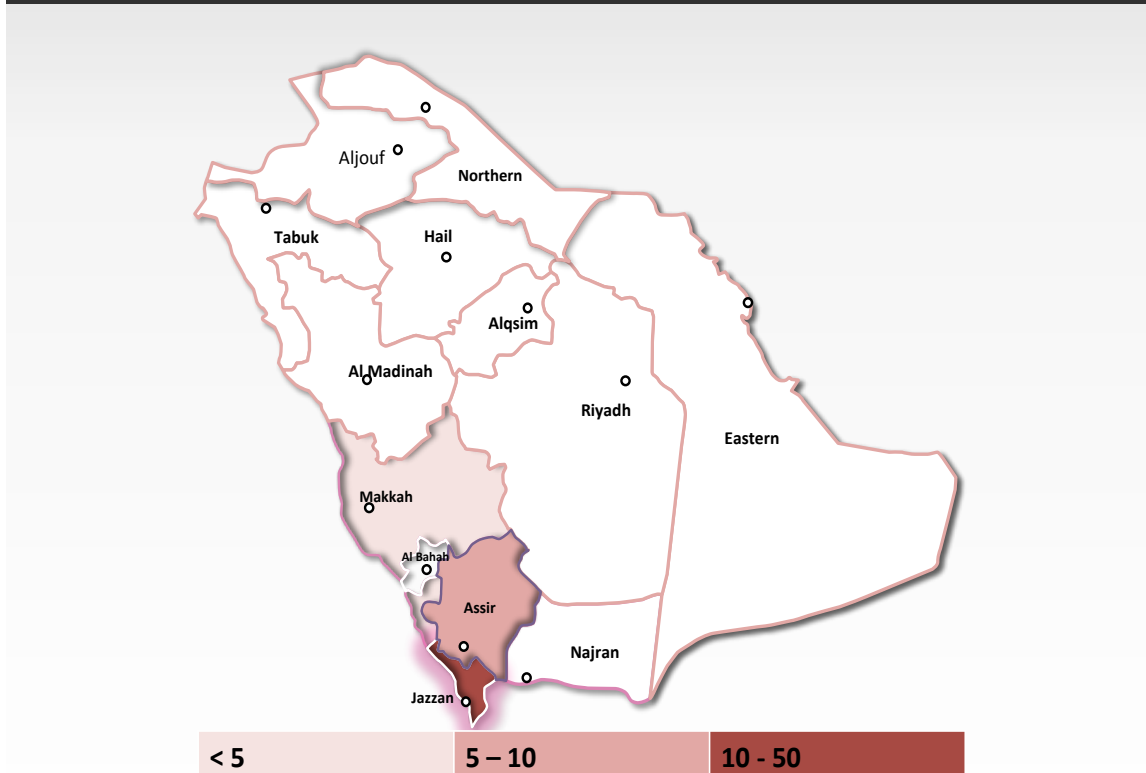 Aljouf
Northern
Tabuk
Hail
Alqsim
Al Madinah
Riyadh
Eastern
Makkah
Al Bahah
Assir
Najran
Jazzan
< 5
5 – 10
10 - 50